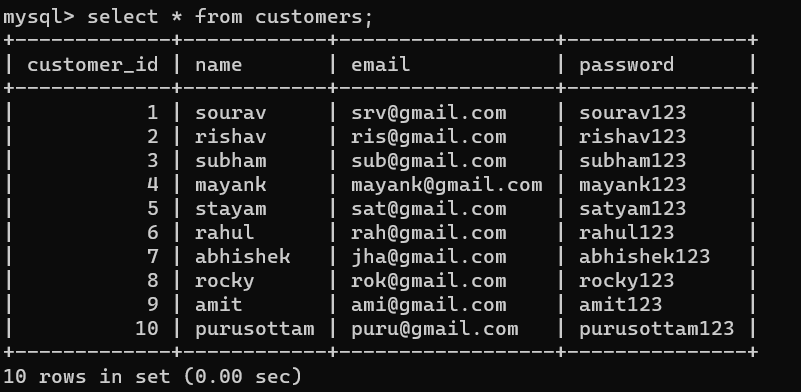 mysql> select * from customers;
+-------------+------------+------------------+---------------+
| customer_id | name       | email            | password      |
+-------------+------------+------------------+---------------+
|           1 | sourav     | srv@gmail.com    | sourav123     |
|           2 | rishav     | ris@gmail.com    | rishav123     |
|           3 | subham     | sub@gmail.com    | subham123     |
|           4 | mayank     | mayank@gmail.com | mayank123     |
|           5 | stayam     | sat@gmail.com    | satyam123     |
|           6 | rahul      | rah@gmail.com    | rahul123      |
|           7 | abhishek   | jha@gmail.com    | abhishek123   |
|           8 | rocky      | rok@gmail.com    | rocky123      |
|           9 | amit       | ami@gmail.com    | amit123       |
|          10 | purusottam | puru@gmail.com   | purusottam123 |
+-------------+------------+------------------+---------------+
10 rows in set (0.00 sec)